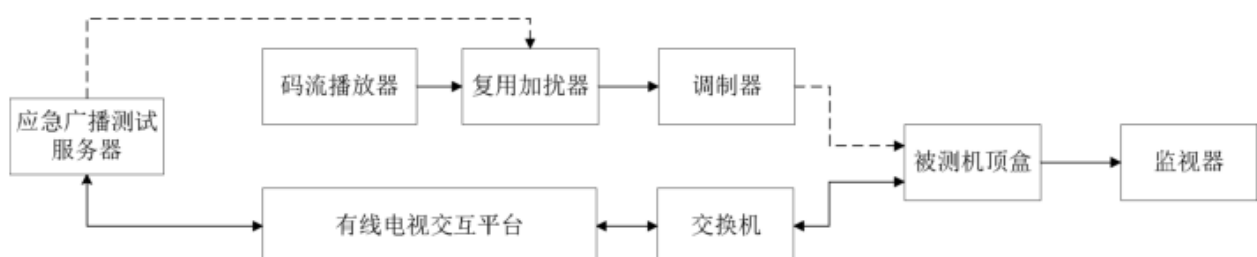 码流播放器
复用加扰器
调制器
应急广播测试
服务器
被测机顶盒
监视器
有线电视交互平台
交换机